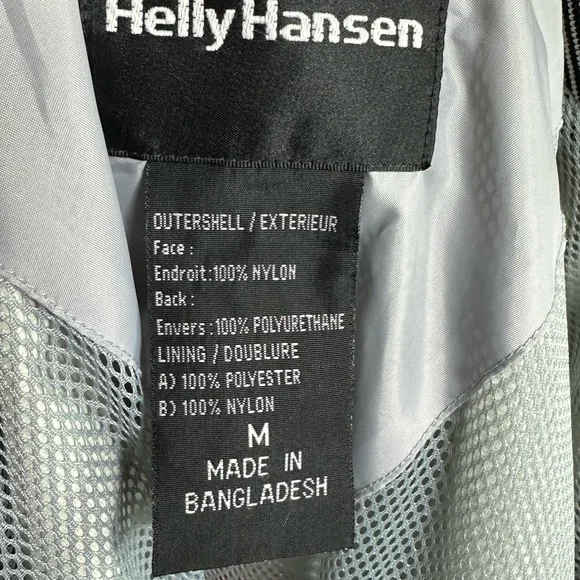 Helly Hansen
OUTERSHELL / EXTERIEUR
Face :
Endroit:100% NYLON
Back :
Envers :100% POLYURETHANE
LINING / DOUBLURE
A) 100% POLYESTER
B) 100% NYLON
M
MADE IN
BANGLADESH